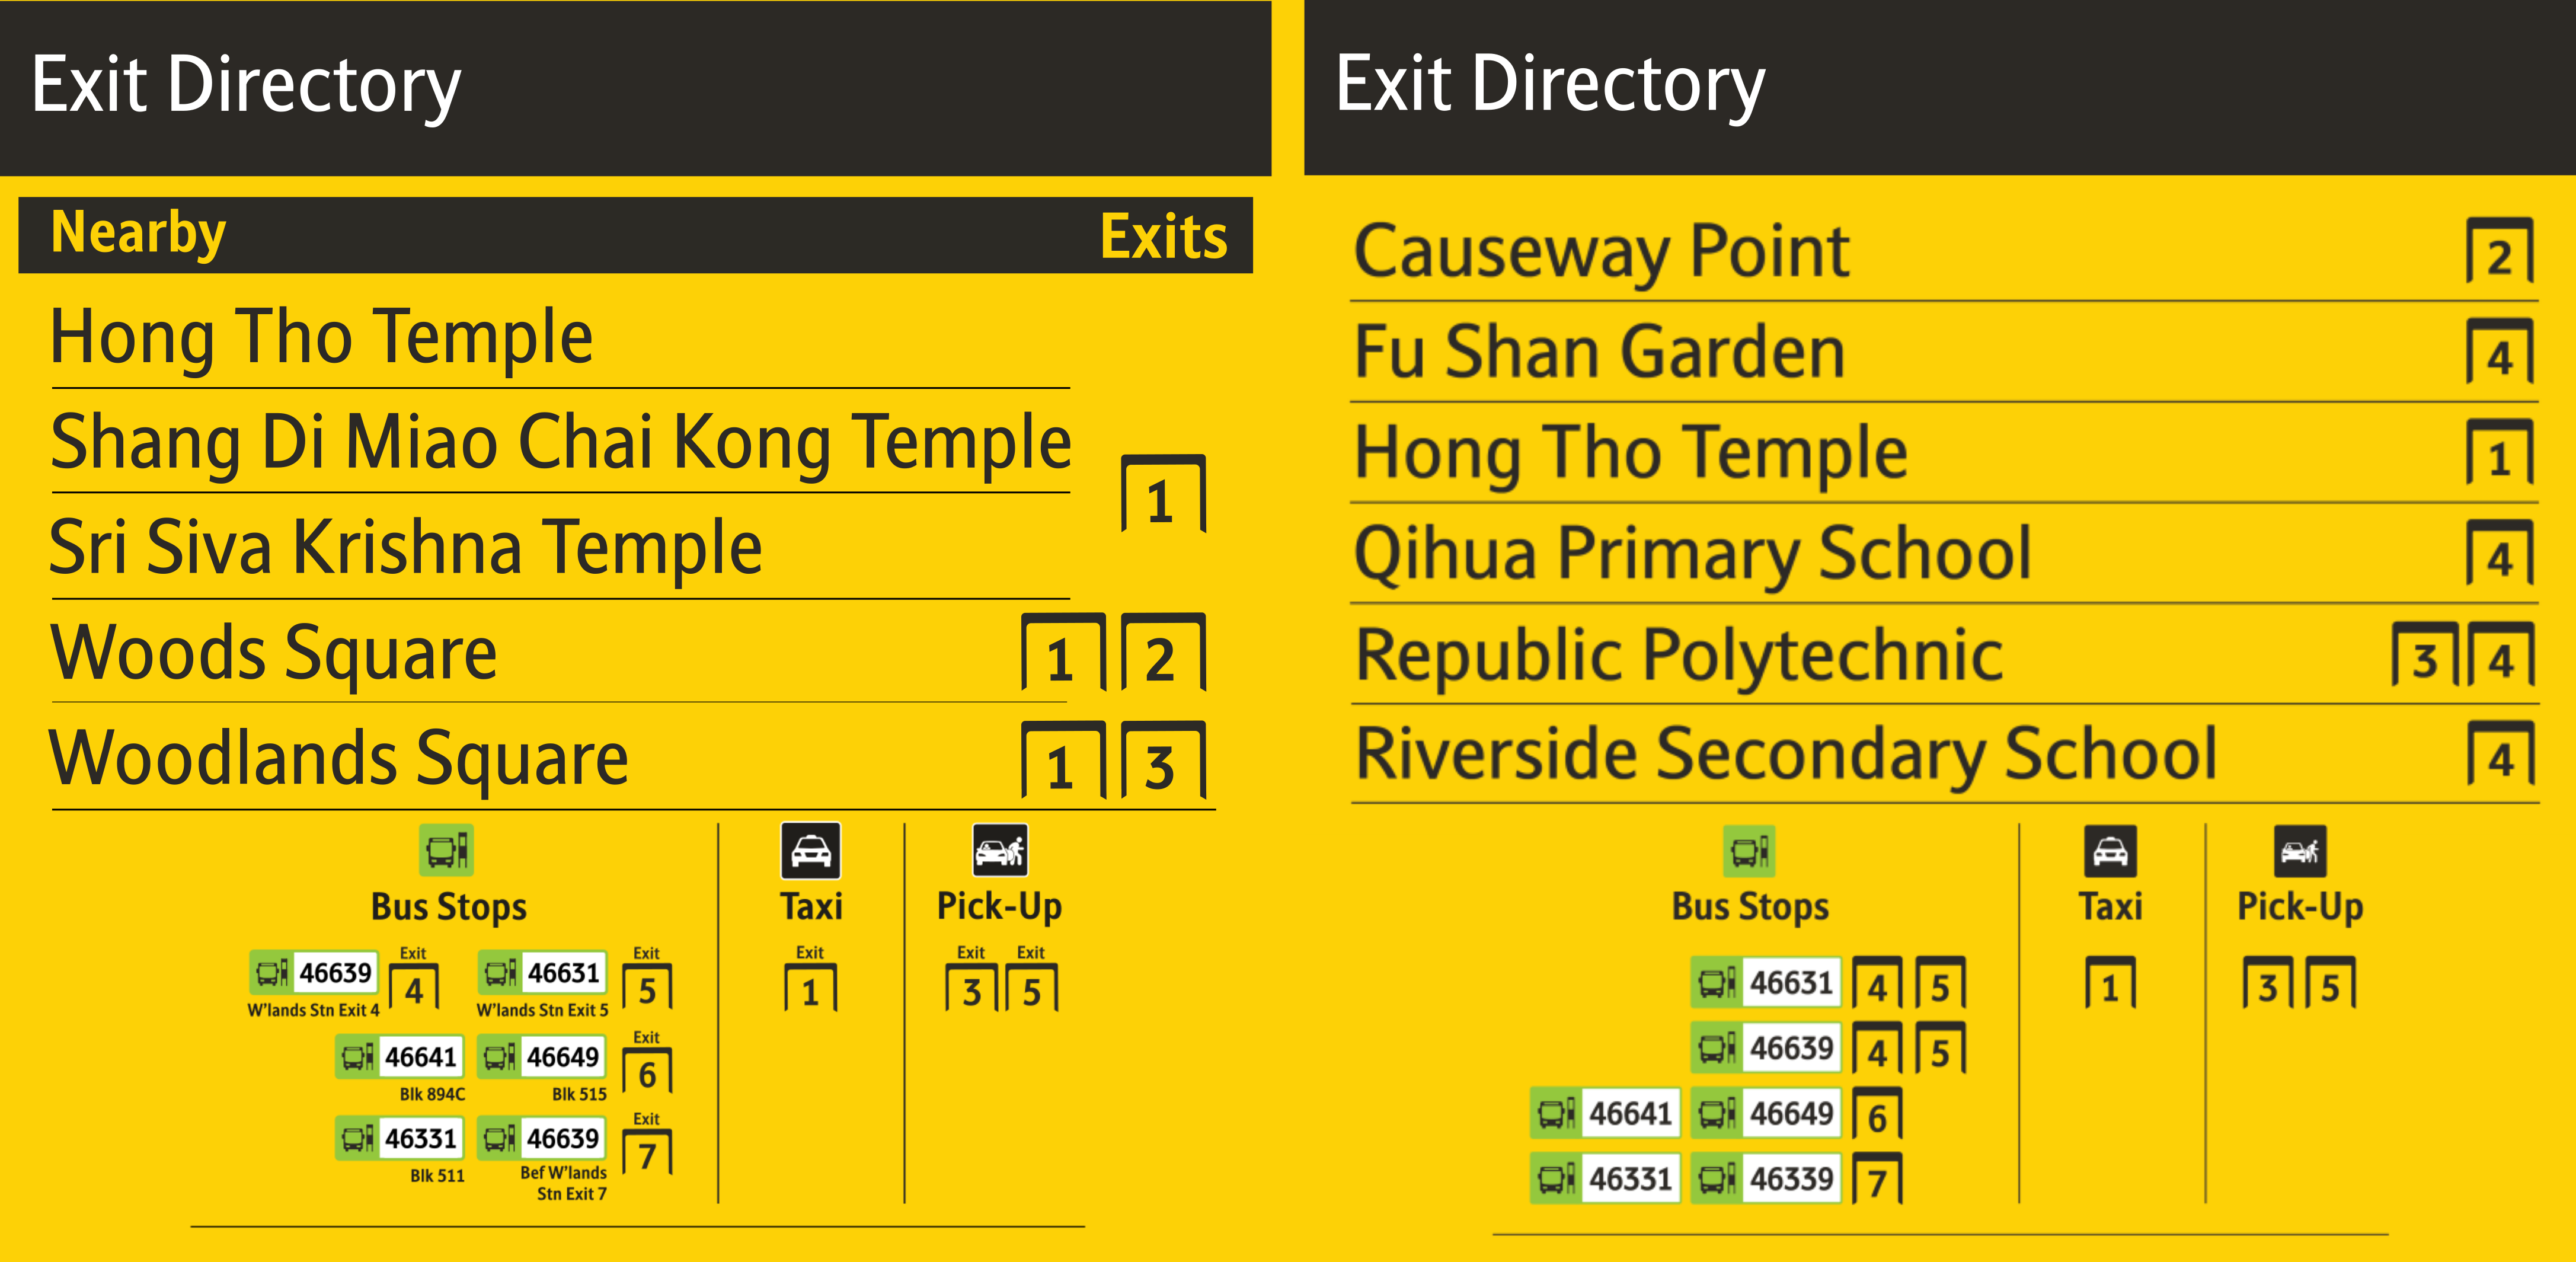 Exit Directory
Nearby Exits
Hong Tho Temple
Shang Di Miao Chai Kong Temple
1
Sri Siva Krishna Temple
Woods Square 1 2
Woodlands Square 1 3
Bus Stops Taxi Pick-Up
Exit Exit Exit Exit Exit
46639 4 46631 5 1 3 5
W'lands Stn Exit 4 W'lands Stn Exit 5
Exit
46641 46649 6
Blk 894C Blk 515
Exit
46331 46639 7
Blk 511 Bef W'lands
Stn Exit 7
Exit Directory
Causeway Point 2
Fu Shan Garden 4
Hong Tho Temple 1
Qihua Primary School 4
Republic Polytechnic 3 4
Riverside Secondary School 4
Bus Stops Taxi Pick-Up
46631 4 5 1 3 5
46639 4 5
46641 46649 6
46331 46339 7